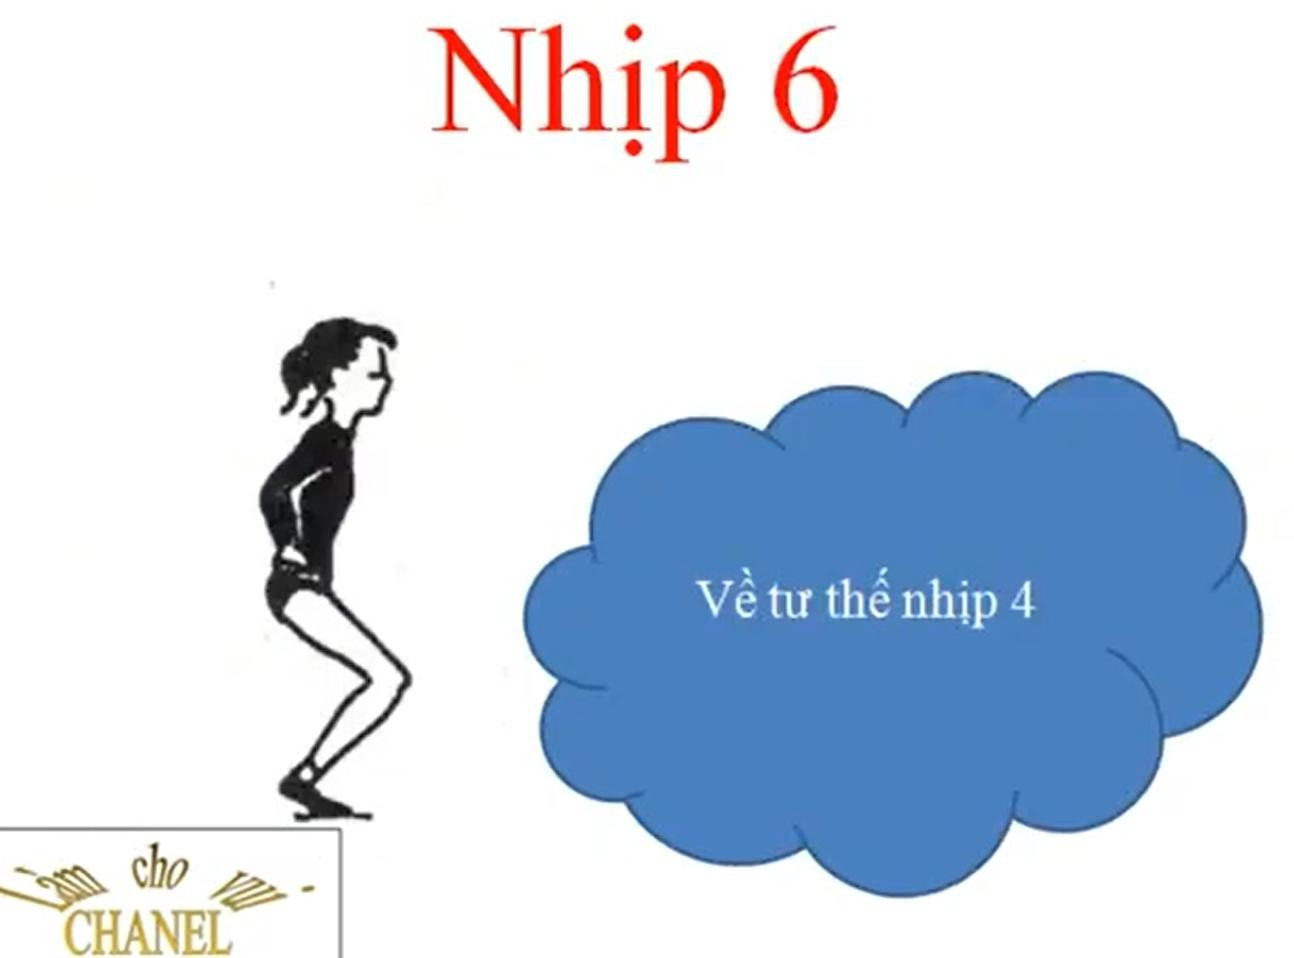 Nhịp 6
Về tư thế nhịp 4
cho
CHANEL